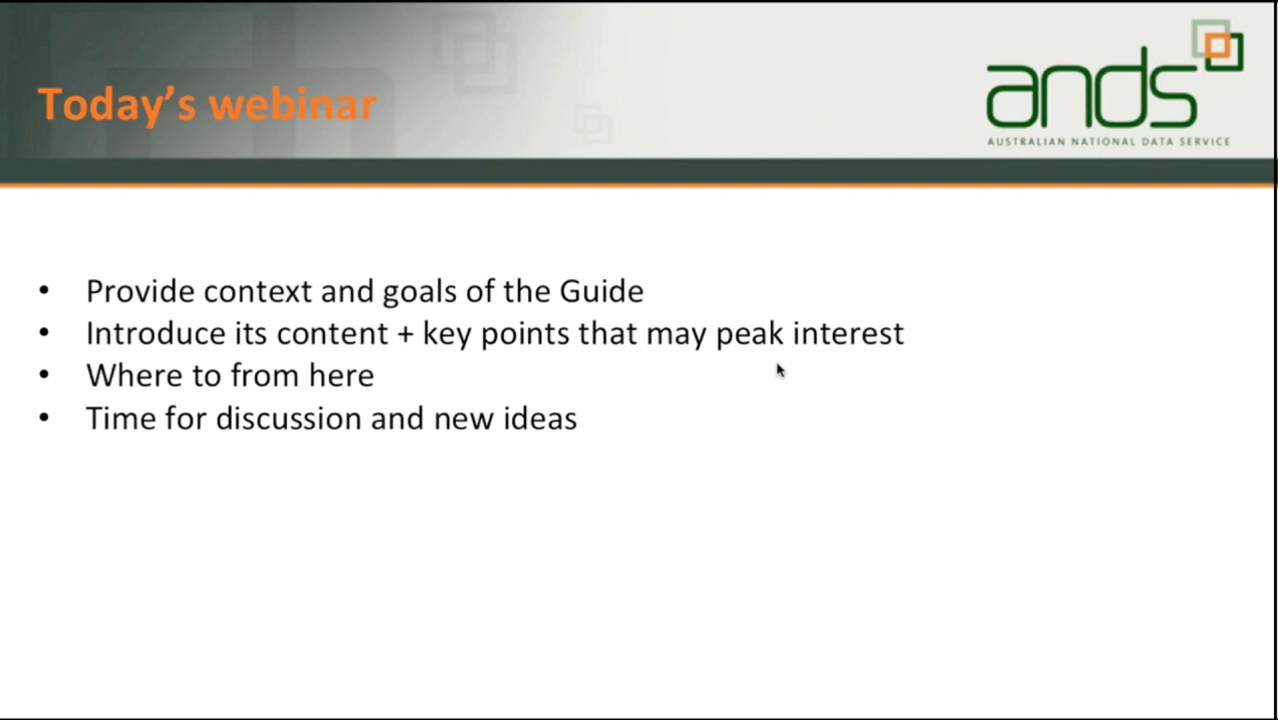 Today’s webinar
ands
AUSTRALIAN NATIONAL DATA SERVICE
• Provide context and goals of the Guide
• Introduce its content + key points that may peak interest
• Where to from here
• Time for discussion and new ideas